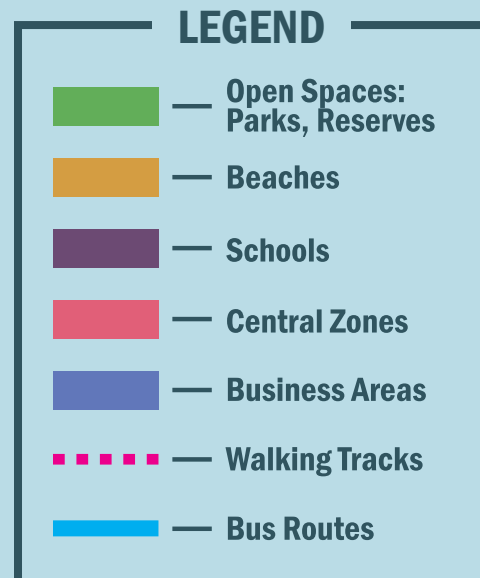 LEGEND
Open Spaces:
Parks, Reserves
Beaches
Schools
Central Zones
Business Areas
Walking Tracks
Bus Routes